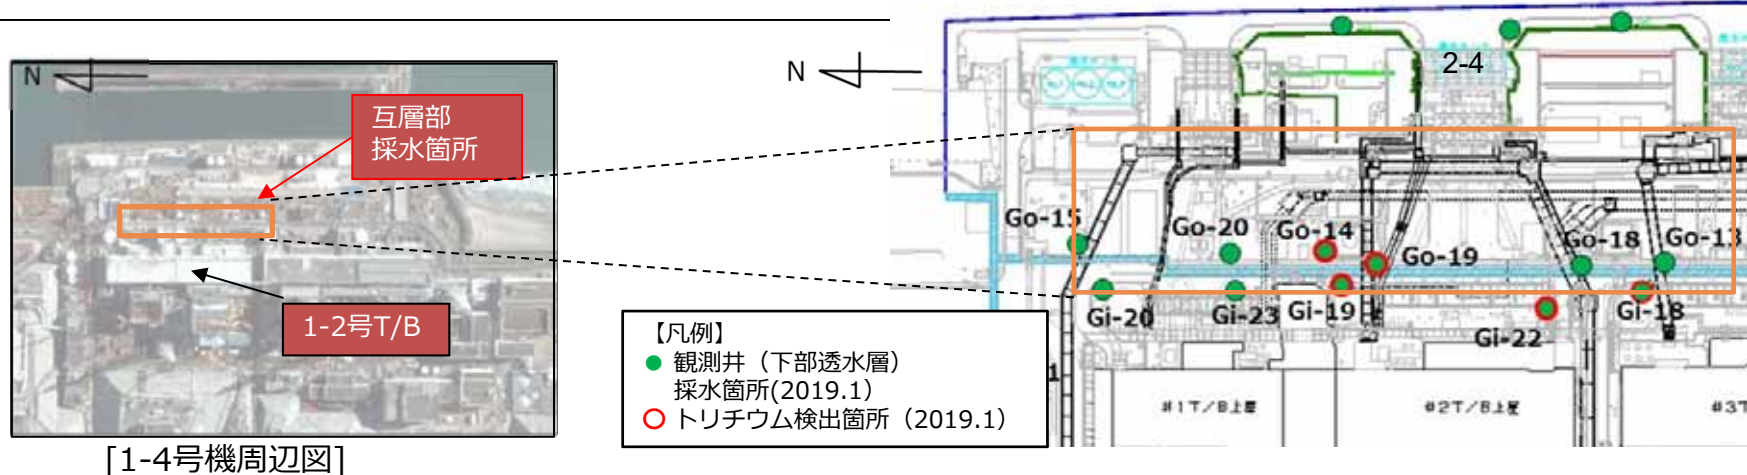 N
互層部
採水箇所
1-2号T/B
[1-4号機周辺図]
N
2-4
Go-15
Go-20
Go-14
Go-19
Go-18
Go-13
Gi-20
Gi-23
Gi-19
Gi-22
Gi-18
1
#1T/B上屋
#2T/B上屋
#3T
【凡例】
● 観測井（下部透水層）
採水箇所(2019.1)
○ トリチウム検出箇所（2019.1）